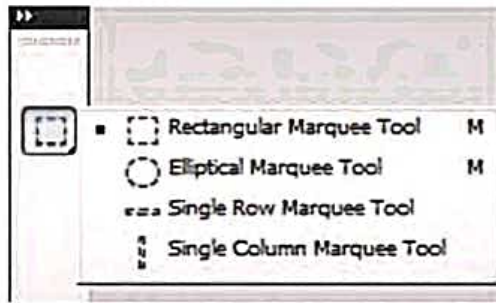 Rectangular Marquee Tool M
Elliptical Marquee Tool M
Single Row Marquee Tool
Single Column Marquee Tool